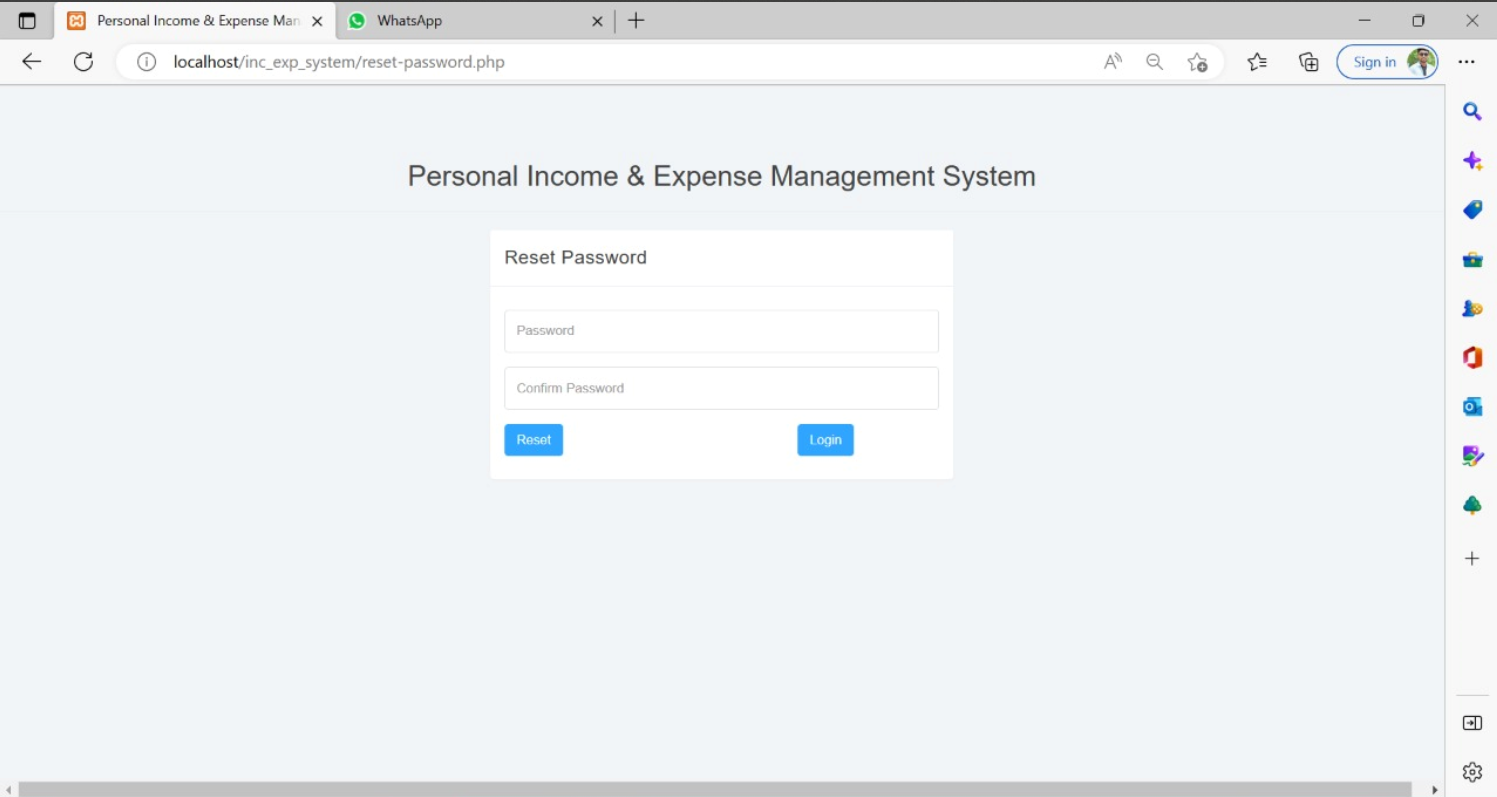 Personal Income & Expense Man
WhatsApp
localhost/inc_exp_system/reset-password.php
Sign in
Personal Income & Expense Management System
Reset Password
Password
Confirm Password
Reset
Login